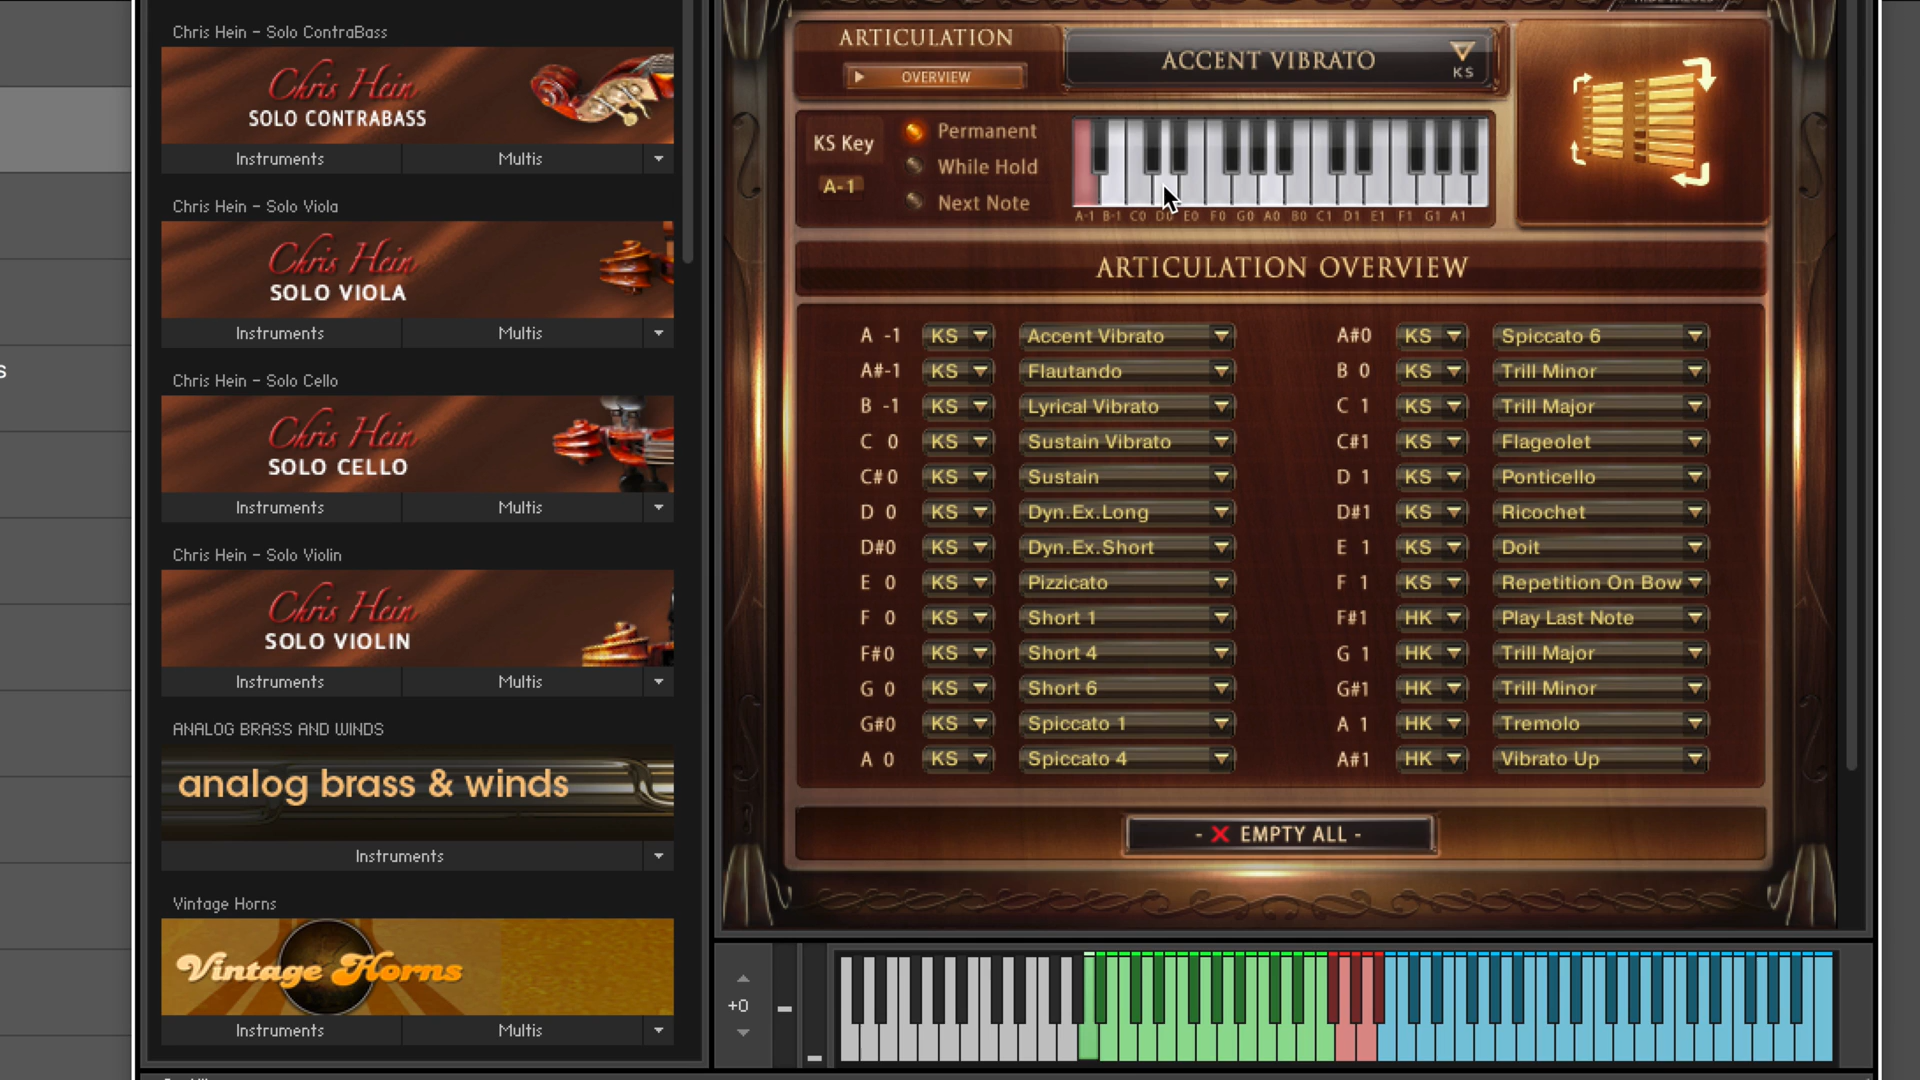 Chris Hein – Solo ContraBass
Chris Hein
SOLO CONTRABASS
Instruments
Multis
Chris Hein – Solo Viola
Chris Hein
SOLO VIOLA
Instruments
Multis
Chris Hein – Solo Cello
Chris Hein
SOLO CELLO
Instruments
Multis
Chris Hein – Solo Violin
Chris Hein
SOLO VIOLIN
Instruments
Multis
ANALOG BRASS AND WINDS
analog brass & winds
Instruments
Vintage Horns
Vintage Horns
Instruments
Multis
s
ARTICULATION
OVERVIEW
ACCENT VIBRATO
KS
KS Key
A-1
Permanent
While Hold
Next Note
A-1 B-1 C0 D0 E0 F0 G0 A0 B0 C1 D1 E1 F1 G1 A1
ARTICULATION OVERVIEW
A -1 KS Accent Vibrato
A#-1 KS Flautando
B -1 KS Lyrical Vibrato
C 0 KS Sustain Vibrato
C# 0 KS Sustain
D 0 KS Dyn.Ex.Long
D#0 KS Dyn.Ex.Short
E 0 KS Pizzicato
F 0 KS Short 1
F#0 KS Short 4
G 0 KS Short 6
G#0 KS Spiccato 1
A 0 KS Spiccato 4
A#0 KS Spiccato 6
B 0 KS Trill Minor
C 1 KS Trill Major
C#1 KS Flageolet
D 1 KS Ponticello
D#1 KS Ricochet
E 1 KS Doit
F 1 KS Repetition On Bow
F#1 HK Play Last Note
G 1 HK Trill Major
G#1 HK Trill Minor
A 1 HK Tremolo
A#1 HK Vibrato Up
- X EMPTY ALL -
+0